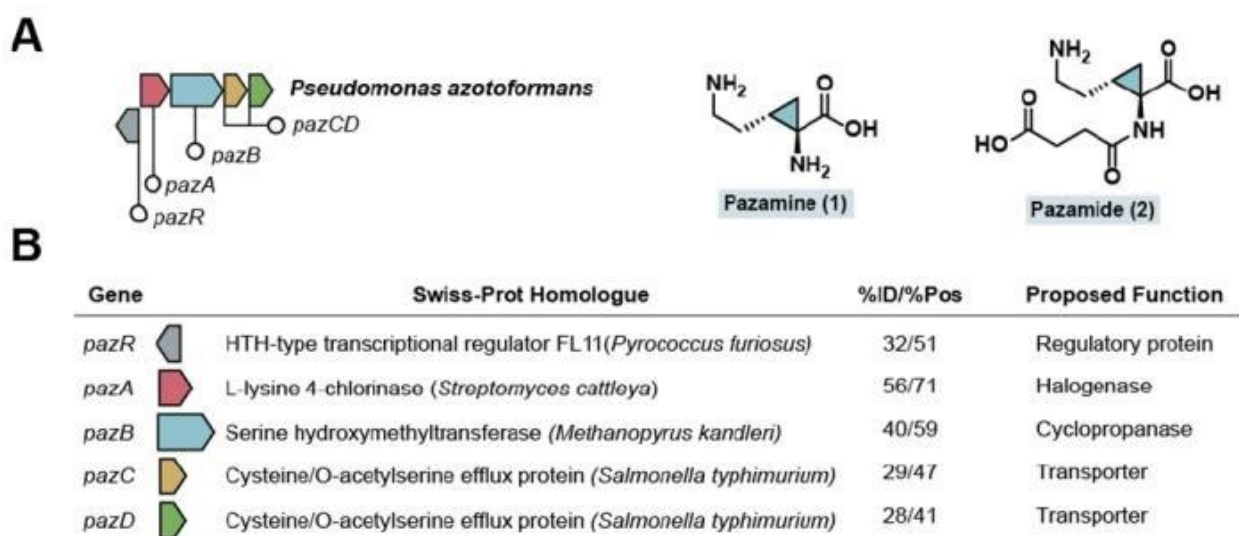 A
Pseudomonas azotoformans
pazCD
pazB
pazA
pazR
NH2
O
OH
NH2
Pazamine (1)
NH2
O
OH
O
HO
NH
O
Pazamide (2)
B
Gene Swiss-Prot Homologue %ID/%Pos Proposed Function
pazR HTH-type transcriptional regulator FL11(Pyrococcus furiosus) 32/51 Regulatory protein
pazA L-lysine 4-chlorinase (Streptomyces cattleya) 56/71 Halogenase
pazB Serine hydroxymethyltransferase (Methanopyrus kandleri) 40/59 Cyclopropanase
pazC Cysteine/O-acetylserine efflux protein (Salmonella typhimurium) 29/47 Transporter
pazD Cysteine/O-acetylserine efflux protein (Salmonella typhimurium) 28/41 Transporter